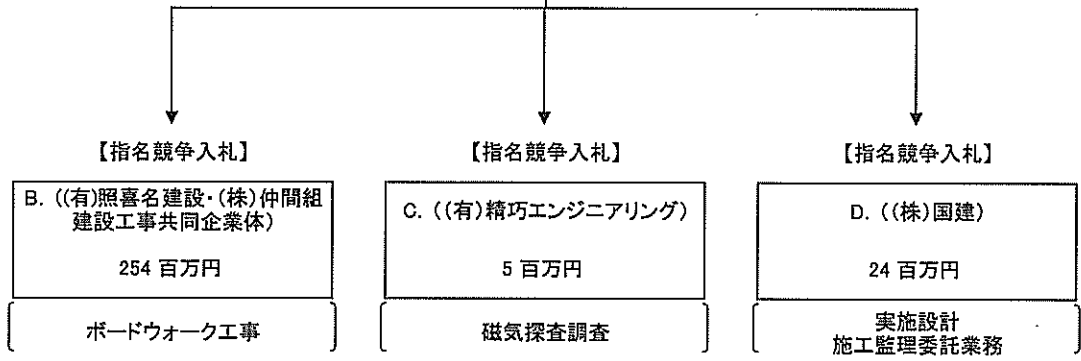 【指名競争入札】
【指名競争入札】
【指名競争入札】
B. ((有)照喜名建設・(株)仲間組
建設工事共同企業体)
254 百万円
C. ((有)精巧エンジニアリング)
5 百万円
D. ((株)国建)
24 百万円
ボードウォーク工事
磁気探査調査
実施設計
施工監理委託業務